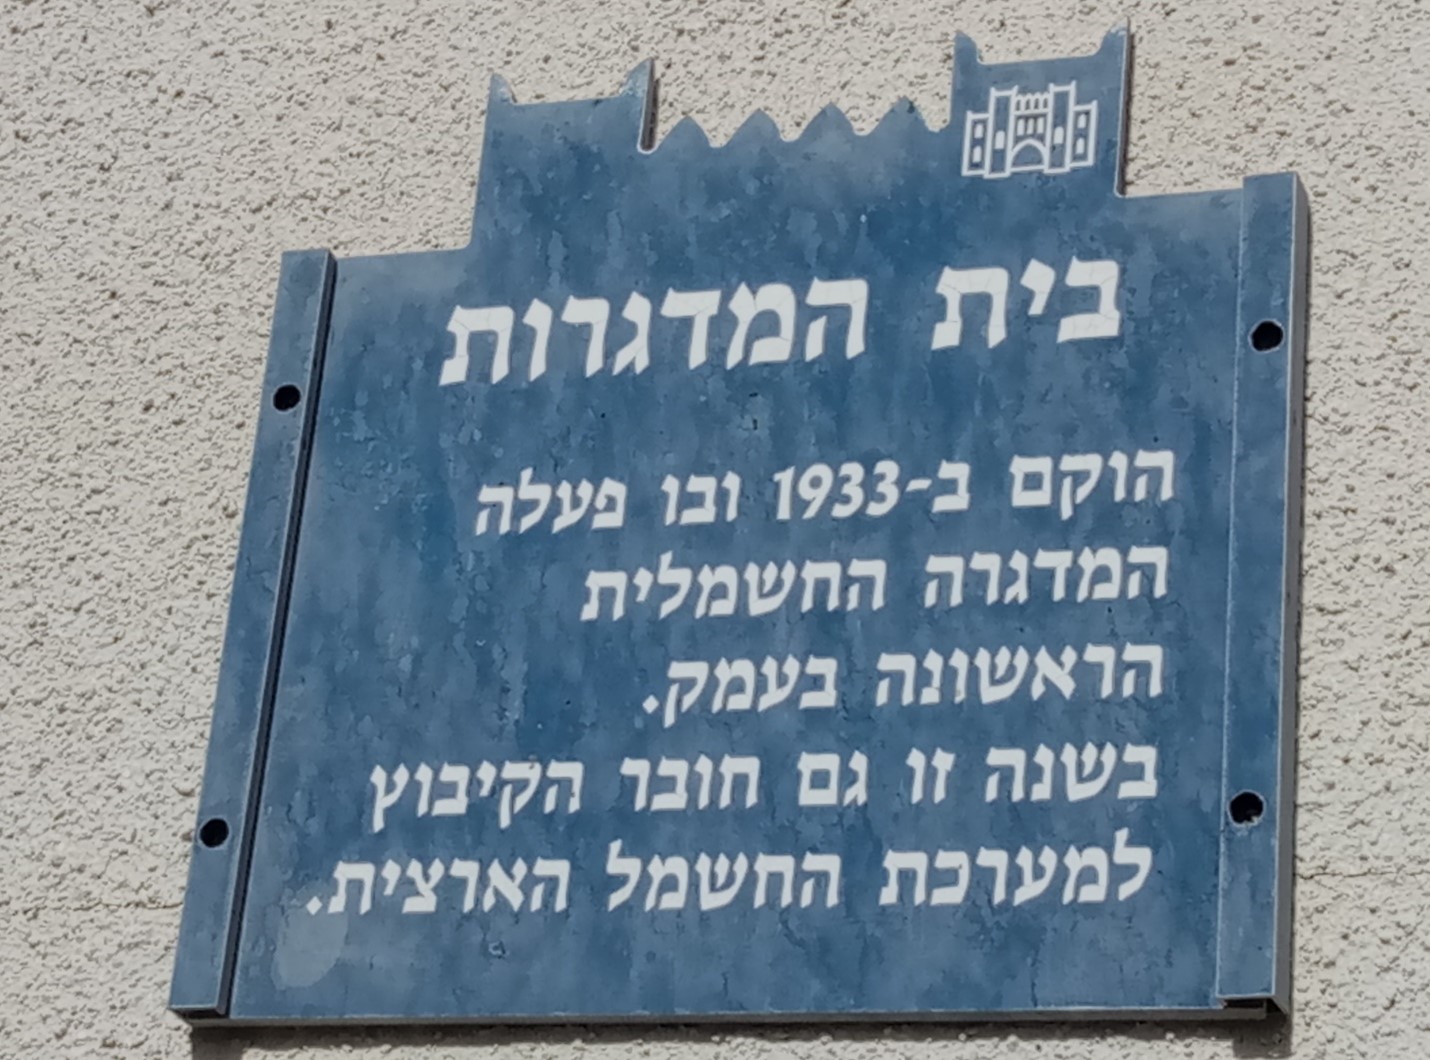 בית המדגרות
הוקם ב-1933 ובו פעלה
המדגרה החשמלית
הראשונה בעמק.
בשנה זו גם חובר הקיבוץ
למערכת החשמל הארצית.